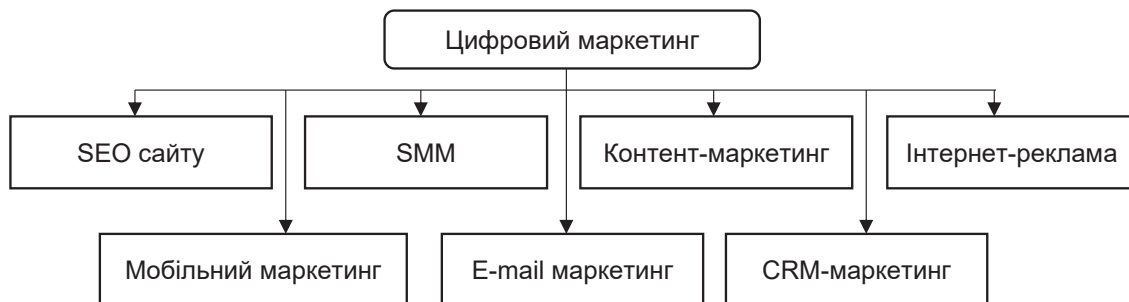 Цифровий маркетинг
SEO сайту
SMM
Контент-маркетинг
Інтернет-реклама
Мобільний маркетинг
E-mail маркетинг
CRM-маркетинг